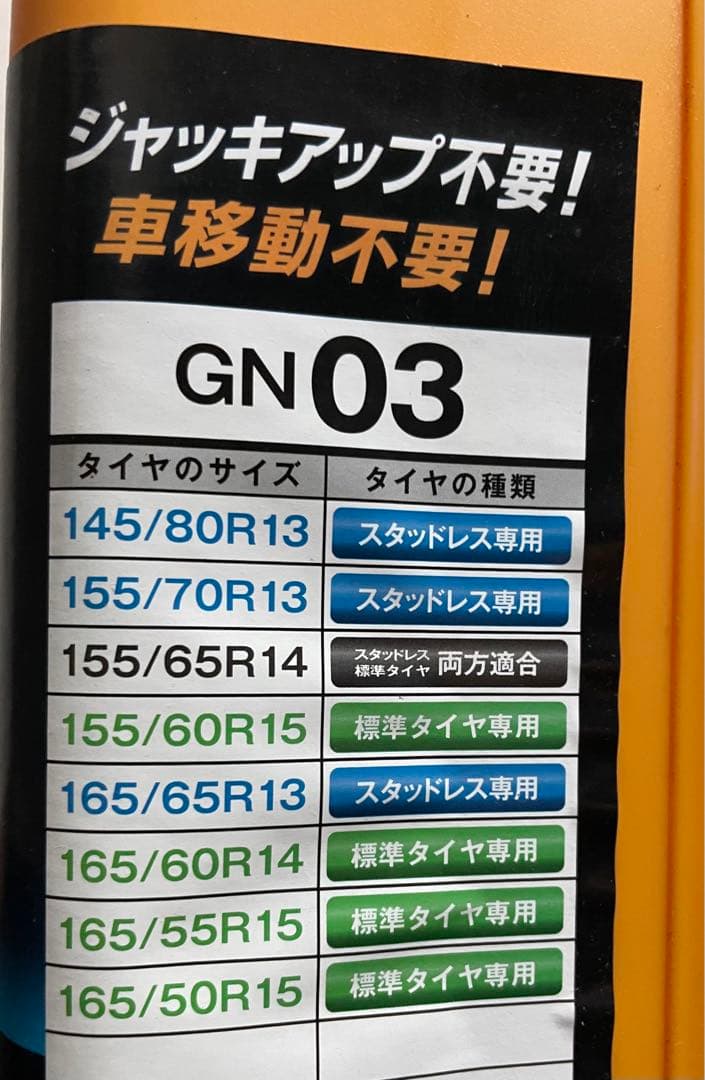 ジャッキアップ不要!
車移動不要!
GN03
タイヤのサイズ タイヤの種類
145/80R13 スタッドレス専用
155/70R13 スタッドレス専用
155/65R14 スタッドレス 標準タイヤ 両方適合
155/60R15 標準タイヤ専用
165/65R13 スタッドレス専用
165/60R14 標準タイヤ専用
165/55R15 標準タイヤ専用
165/50R15 標準タイヤ専用